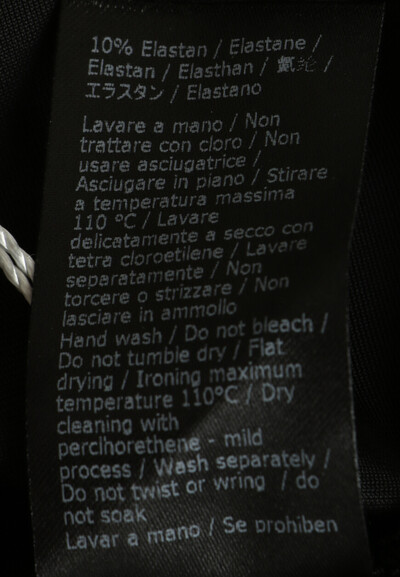 10% Elastan / Elastane /
Elastan / Elasthan / /
エラスタン / Elastano
Lavare a mano / Non
trattare con cloro / Non
usare asciugatrice /
Asciugare in piano / Stirare
a temperatura massima
110 °C / Lavare
delicatamente a secco con
tetra cloroetilene / Lavare
separatamente / Non
torcere o strizzare / Non
lasciare in ammollo
Hand wash / Do not bleach /
Do not tumble dry / Flat
drying / Ironing maximum
temperature 110°C / Dry
cleaning with
perclhorethene - mild
process / Wash separately /
Do not twist or wring / do
not soak
Lavar a mano / Se prohiben